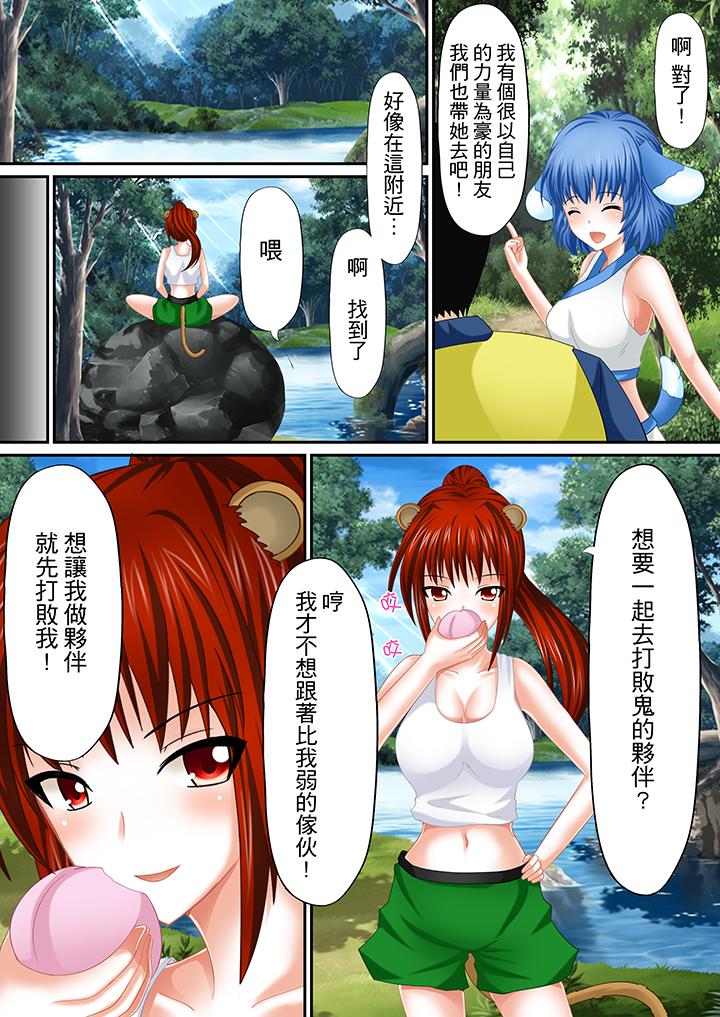 啊 對了！
我有個很以自己
的力量為豪的朋友
我們也帶她去吧！
好像在這附近…
啊 找到了
喂
想要一起去打敗鬼的夥伴？
哼
我才不想跟著比我弱的傢伙！
想讓我做夥伴
就先打敗我！